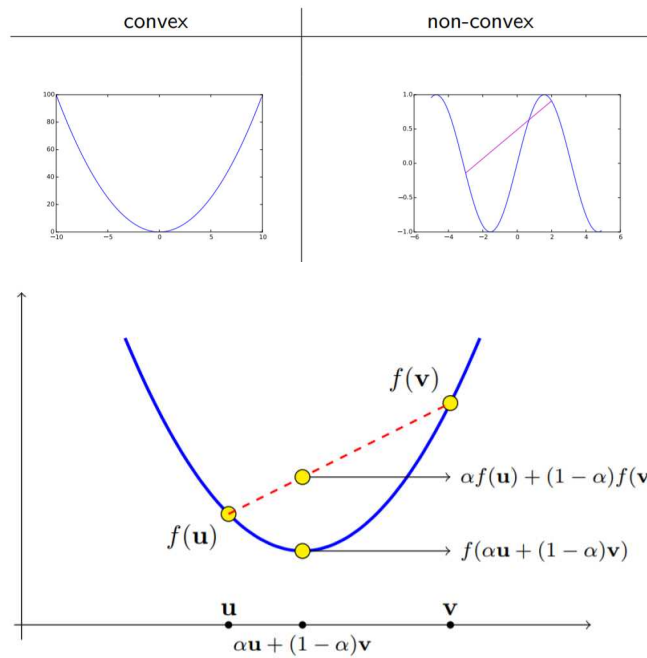 convex
non-convex
100
80
60
40
20
0
−10
−5
0
5
10
1.0
0.5
0.0
−0.5
−1.0
−6
−4
−2
0
2
4
6
f(v)
αf(u) + (1 − α)f(v
f(u)
f(αu + (1 − α)v)
u
v
αu + (1 − α)v